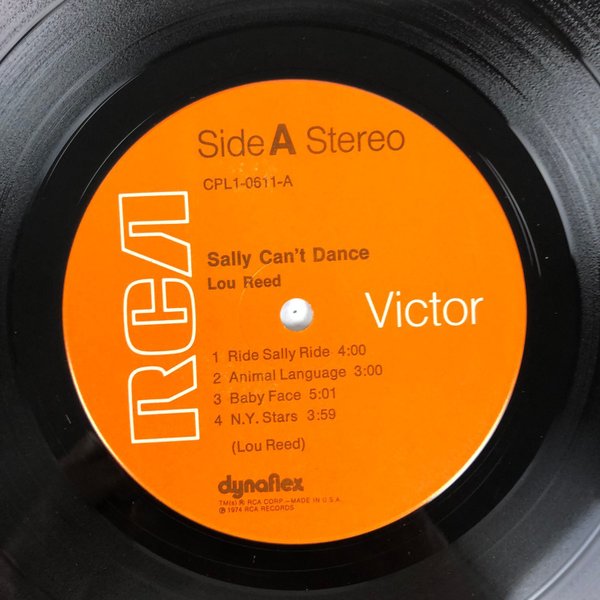 Side A Stereo
CPL1-0611-A
RCA
Sally Can't Dance
Lou Reed
Victor
1 Ride Sally Ride 4:00
2 Animal Language 3:00
3 Baby Face 5:01
4 N.Y. Stars 3:59
(Lou Reed)
dynaflex
TM(s) ® RCA CORP.—MADE IN U.S.A.
℗ 1974 RCA RECORDS